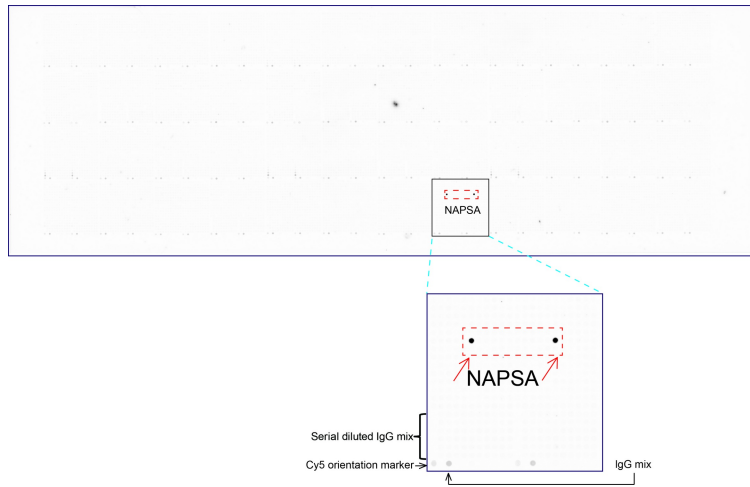 NAPSA
NAPSA
Serial diluted IgG mix
Cy5 orientation marker
IgG mix